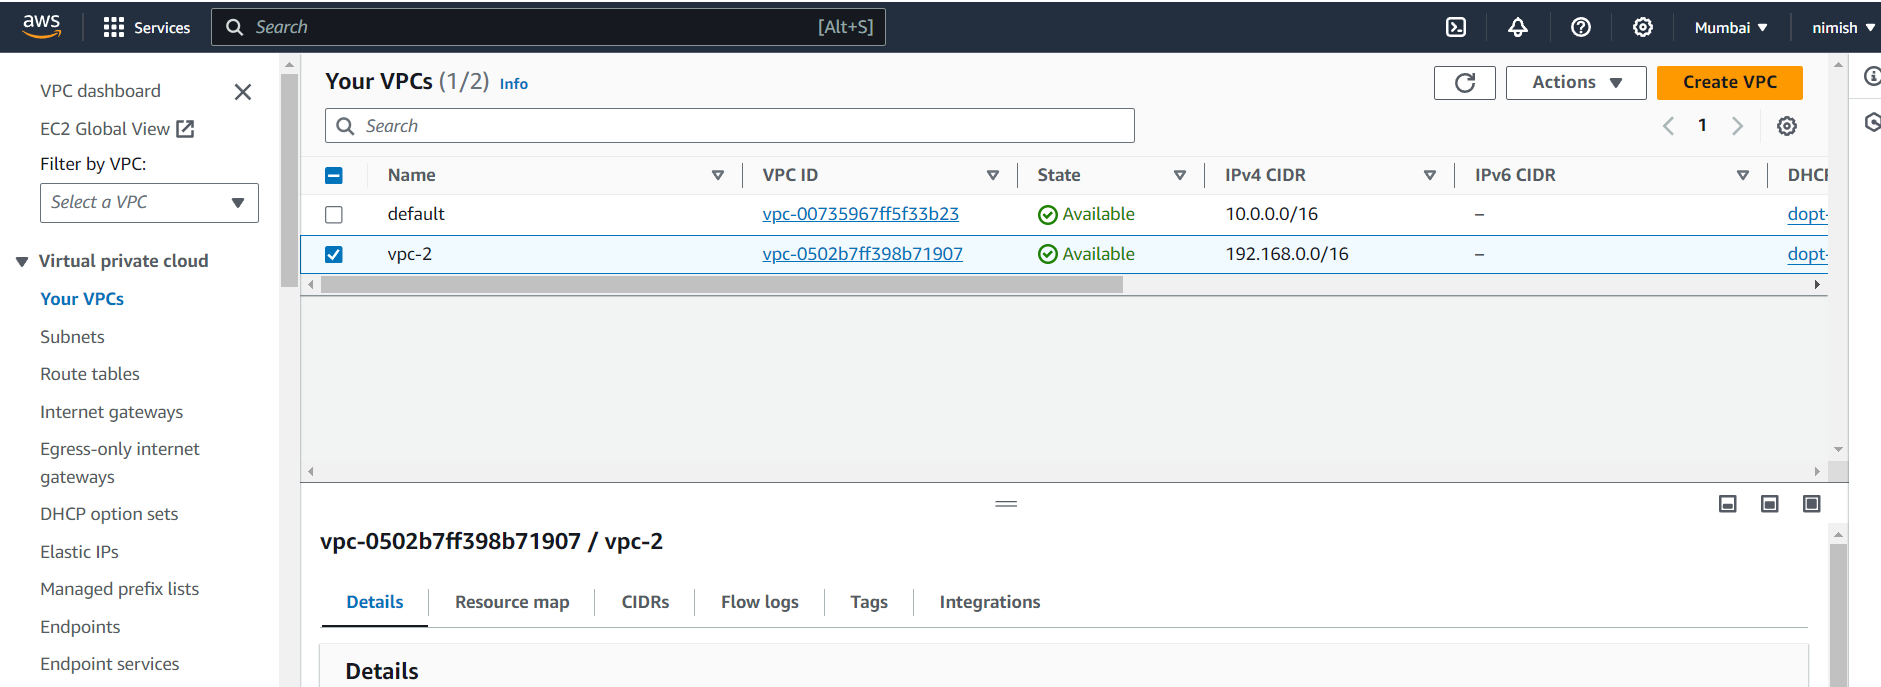 aws Services Search [Alt+S] Mumbai nimish
VPC dashboard
EC2 Global View
Filter by VPC:
Select a VPC
Virtual private cloud
Your VPCs
Subnets
Route tables
Internet gateways
Egress-only internet
gateways
DHCP option sets
Elastic IPs
Managed prefix lists
Endpoints
Endpoint services
Your VPCs (1/2) Info Actions Create VPC
Search 1
Name VPC ID State IPv4 CIDR IPv6 CIDR DHCP
default vpc-00735967ff5f33b23 Available 10.0.0.0/16 – dopt-
vpc-2 vpc-0502b7ff398b71907 Available 192.168.0.0/16 – dopt-
vpc-0502b7ff398b71907 / vpc-2
Details Resource map CIDRs Flow logs Tags Integrations
Details